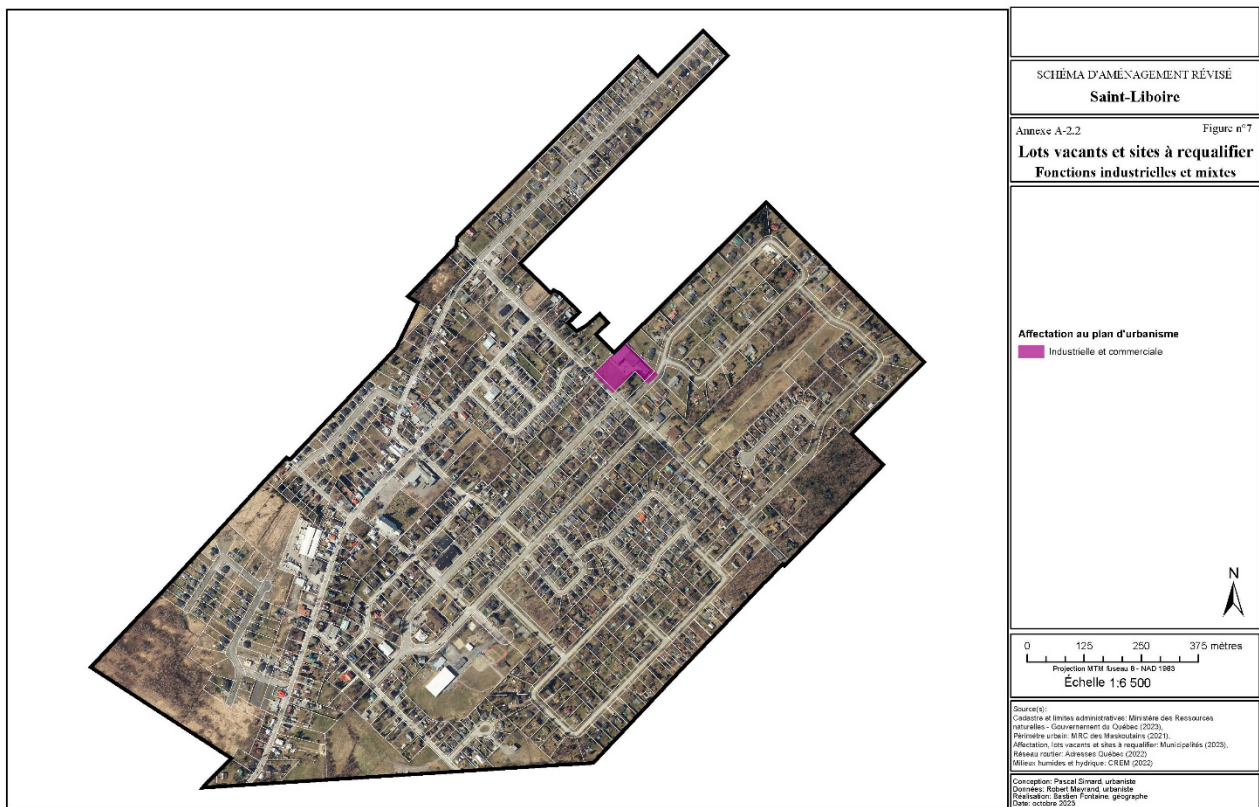 SCHÉMA D'AMÉNAGEMENT RÉVISÉ
Saint-Liboire
Annexe A-2.2 Figure n°7
Lots vacants et sites à requalifier
Fonctions industrielles et mixtes
Affectation au plan d'urbanisme
Industrielle et commerciale
N
0 125 250 375 mètres
Projection MTM fuseau 8 - NAD 1983
Échelle 1:6 500
Source(s):
Cadastre et limites administratives: Ministère des Ressources
naturelles - Gouvernement du Québec (2023),
Périmètre urbain: MRC des Maskoutains (2021),
Affectation, lots vacants et sites à requalifier: Municipalités (2023),
Réseau routier: Adresses Québec (2022)
Milieux humides et hydrique: CREM (2022)
Conception: Pascal Simard, urbaniste
Données: Robert Mayrand, urbaniste
Réalisation: Bastien Fontaine, géographe
Date: octobre 2023